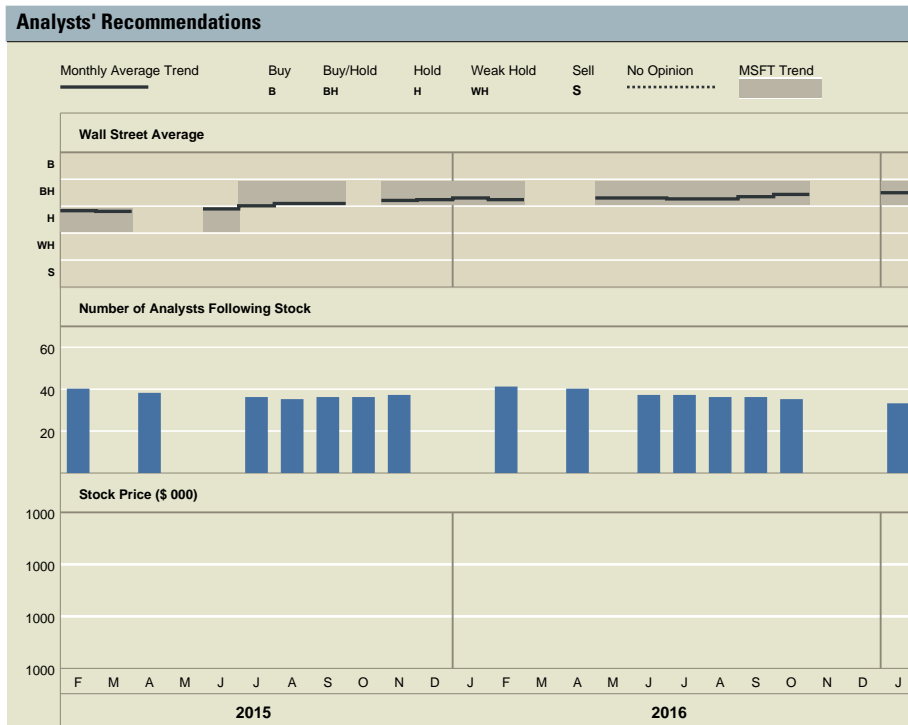 Analysts' Recommendations
Monthly Average Trend Buy Buy/Hold Hold Weak Hold Sell No Opinion MSFT Trend
B BH H WH S
Wall Street Average
B
BH
H
WH
S
Number of Analysts Following Stock
60
40
20
Stock Price ($ 000)
1000
1000
1000
1000
F M A M J J A S O N D J F M A M J J A S O N D J
2015 2016